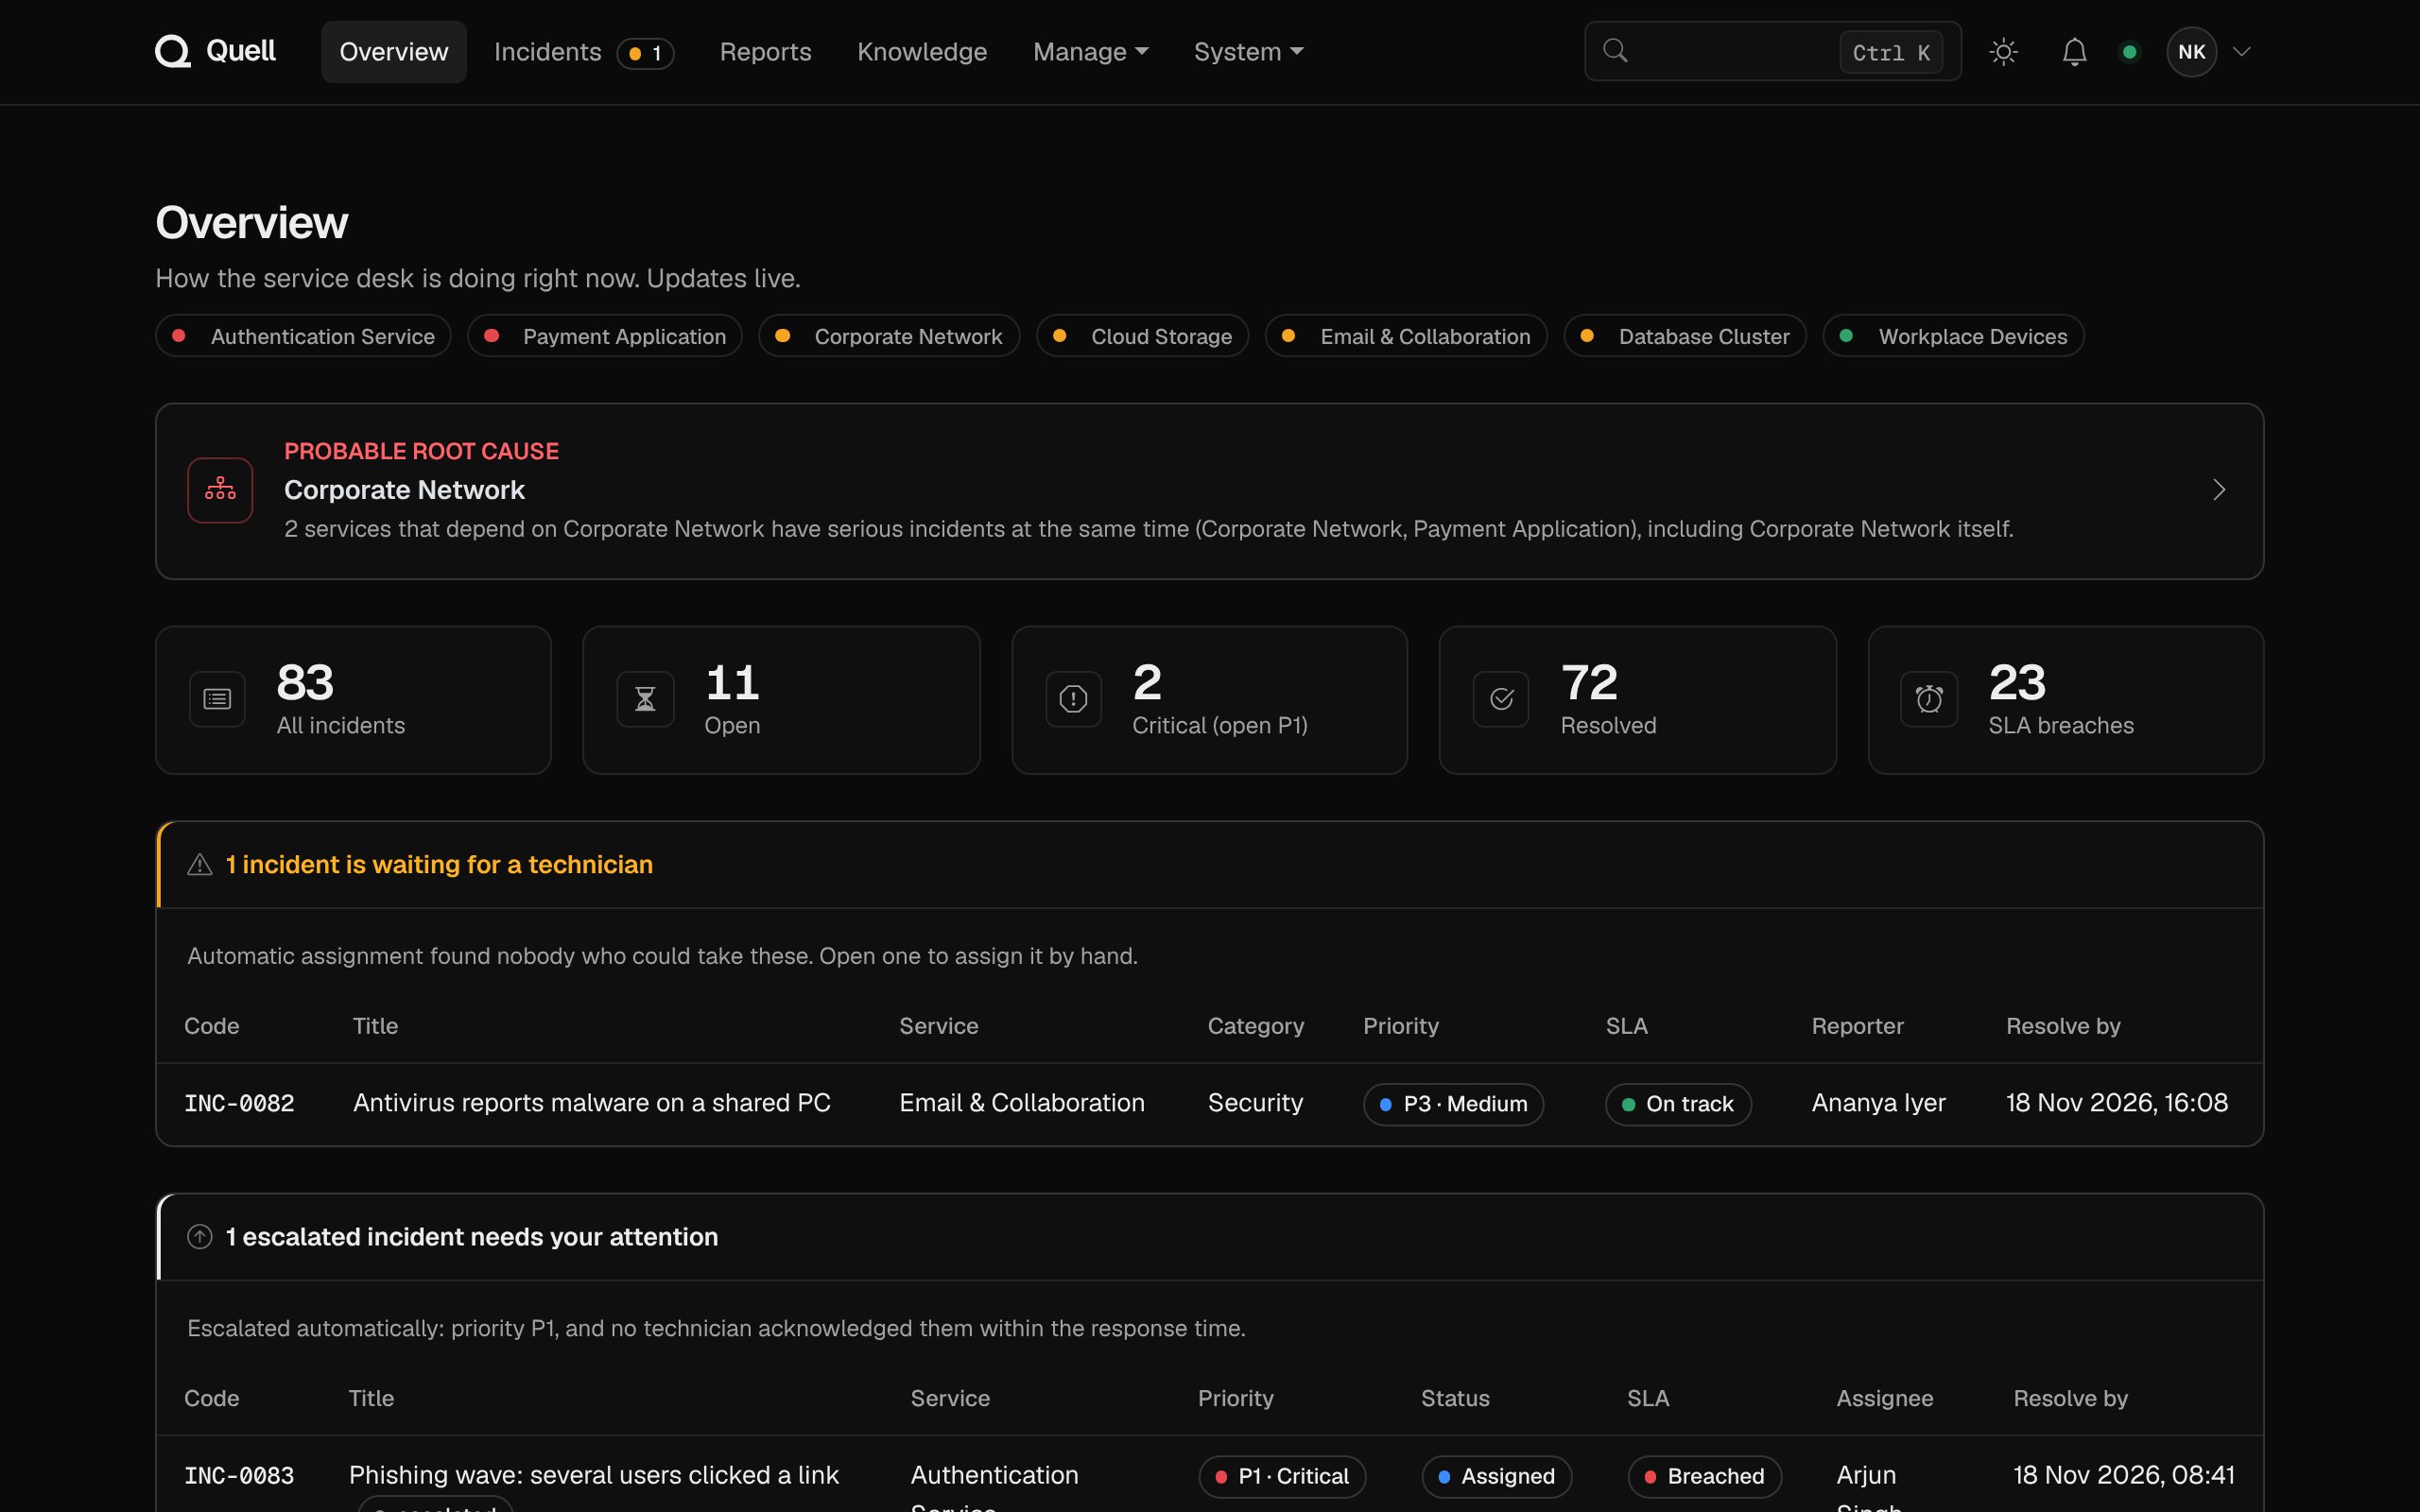 Quell Overview Incidents 1 Reports Knowledge Manage System Ctrl K NK
Overview
How the service desk is doing right now. Updates live.
Authentication Service Payment Application Corporate Network Cloud Storage Email & Collaboration Database Cluster Workplace Devices
PROBABLE ROOT CAUSE
Corporate Network
2 services that depend on Corporate Network have serious incidents at the same time (Corporate Network, Payment Application), including Corporate Network itself.
83 11 2 72 23
All incidents Open Critical (open P1) Resolved SLA breaches
1 incident is waiting for a technician
Automatic assignment found nobody who could take these. Open one to assign it by hand.
Code Title Service Category Priority SLA Reporter Resolve by
INC-0082 Antivirus reports malware on a shared PC Email & Collaboration Security P3 · Medium On track Ananya Iyer 18 Nov 2026, 16:08
1 escalated incident needs your attention
Escalated automatically: priority P1, and no technician acknowledged them within the response time.
Code Title Service Priority Status SLA Assignee Resolve by
INC-0083 Phishing wave: several users clicked a link Authentication P1 · Critical Assigned Breached Arjun 18 Nov 2026, 08:41